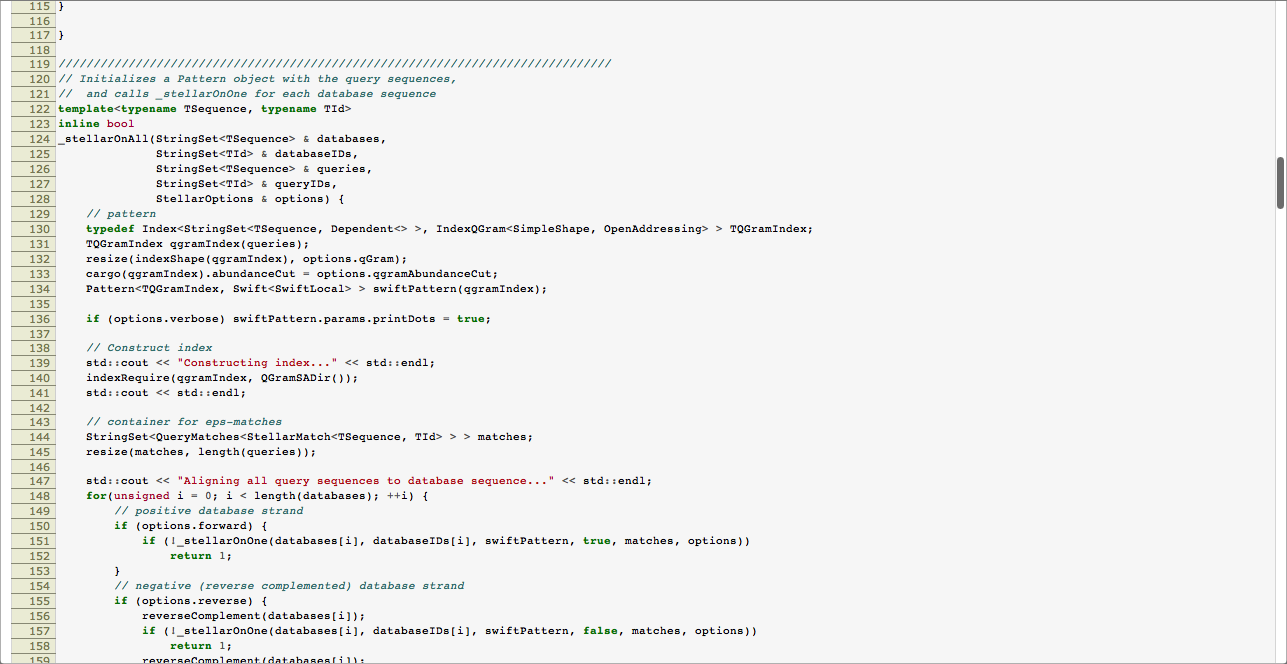 115 }
116
117 }
118
119 ///////////////////////////////////////////////////////////////////////////////
120 // Initializes a Pattern object with the query sequences,
121 //  and calls _stellarOnOne for each database sequence
122 template<typename TSequence, typename TId>
123 inline bool
124 _stellarOnAll(StringSet<TSequence> & databases,
125               StringSet<TId> & databaseIDs,
126               StringSet<TSequence> & queries,
127               StringSet<TId> & queryIDs,
128               StellarOptions & options) {
129     // pattern
130     typedef Index<StringSet<TSequence, Dependent<> >, IndexQGram<SimpleShape, OpenAddressing> > TQGramIndex;
131     TQGramIndex qgramIndex(queries);
132     resize(indexShape(qgramIndex), options.qGram);
133     cargo(qgramIndex).abundanceCut = options.qgramAbundanceCut;
134     Pattern<TQGramIndex, Swift<SwiftLocal> > swiftPattern(qgramIndex);
135
136     if (options.verbose) swiftPattern.params.printDots = true;
137
138     // Construct index
139     std::cout << "Constructing index..." << std::endl;
140     indexRequire(qgramIndex, QGramSADir());
141     std::cout << std::endl;
142
143     // container for eps-matches
144     StringSet<QueryMatches<StellarMatch<TSequence, TId> > > matches;
145     resize(matches, length(queries));
146
147     std::cout << "Aligning all query sequences to database sequence..." << std::endl;
148     for(unsigned i = 0; i < length(databases); ++i) {
149         // positive database strand
150         if (options.forward) {
151             if (!_stellarOnOne(databases[i], databaseIDs[i], swiftPattern, true, matches, options))
152                 return 1;
153         }
154         // negative (reverse complemented) database strand
155         if (options.reverse) {
156             reverseComplement(databases[i]);
157             if (!_stellarOnOne(databases[i], databaseIDs[i], swiftPattern, false, matches, options))
158                 return 1;
159             reverseComplement(databases[i]);